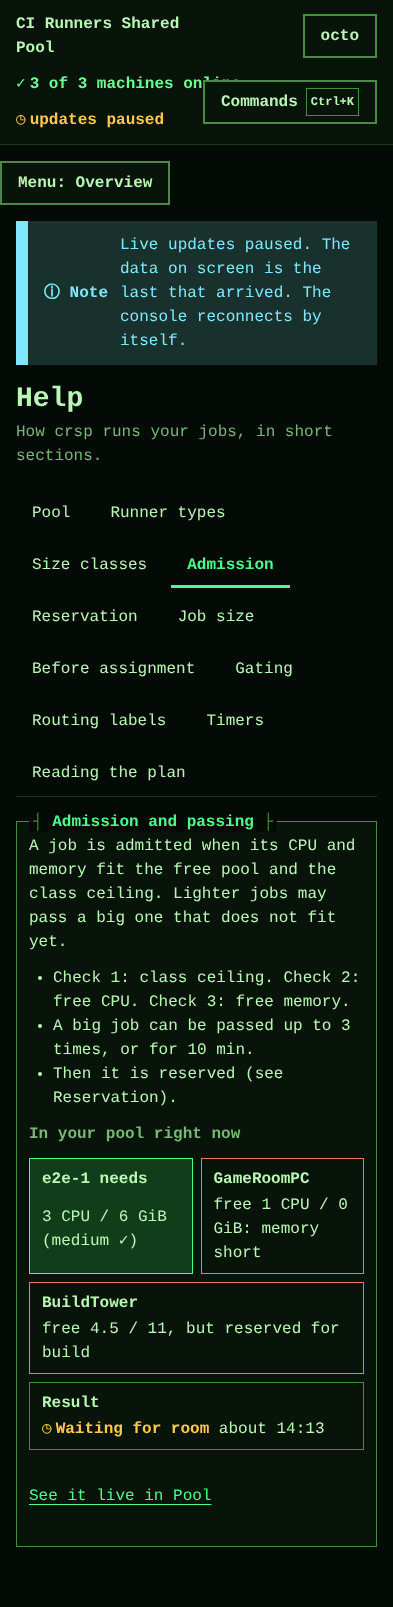 CI Runners Shared
Pool
octo
✓ 3 of 3 machines online
Commands Ctrl+K
◷ updates paused
Menu: Overview
ⓘ Note
Live updates paused. The
data on screen is the
last that arrived. The
console reconnects by
itself.
Help
How crsp runs your jobs, in short
sections.
Pool Runner types
Size classes Admission
Reservation Job size
Before assignment Gating
Routing labels Timers
Reading the plan
┤ Admission and passing ├
A job is admitted when its CPU and
memory fit the free pool and the
class ceiling. Lighter jobs may
pass a big one that does not fit
yet.
• Check 1: class ceiling. Check 2:
free CPU. Check 3: free memory.
• A big job can be passed up to 3
times, or for 10 min.
• Then it is reserved (see
Reservation).
In your pool right now
e2e-1 needs
3 CPU / 6 GiB
(medium ✓)
GameRoomPC
free 1 CPU / 0
GiB: memory
short
BuildTower
free 4.5 / 11, but reserved for
build
Result
◷ Waiting for room about 14:13
See it live in Pool